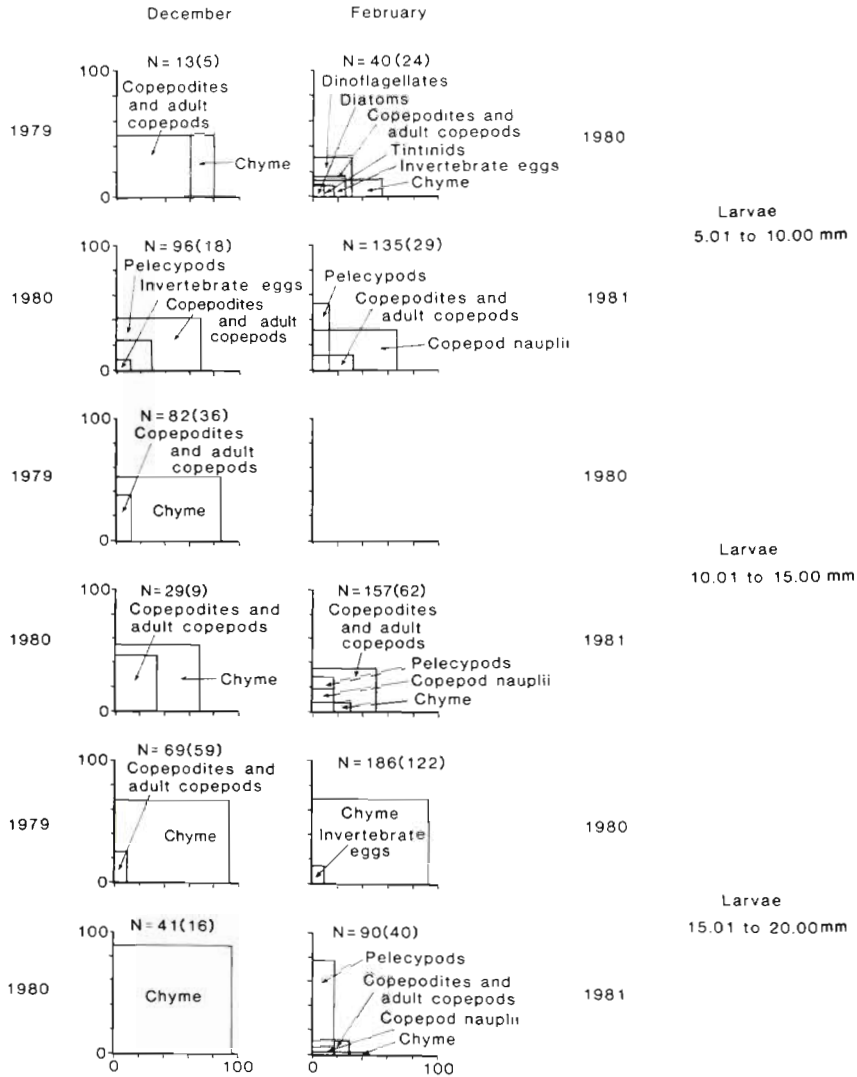 December February
N=13(5)
100
Copepodites
and adult
copepods
Chyme
0
1979
N=40(24)
Dinoflagellates
Diatoms
Copepodites and
adult copepods
Tintinids
Invertebrate eggs
Chyme
1980
Larvae
5.01 to 10.00 mm
N=96(18)
100
Pelecypods
Invertebrate eggs
Copepodites
and adult
copepods
0
1980
N=135(29)
Pelecypods
Copepodites and
adult copepods
Copepod nauplii
1981
N=82(36)
100
Copepodites
and adult
copepods
Chyme
0
1979
1980
Larvae
10.01 to 15.00 mm
N=29(9)
100
Copepodites and
adult copepods
Chyme
0
1980
N=157(62)
Copepodites
and adult
copepods
Pelecypods
Copepod nauplii
Chyme
1981
N=69(59)
100
Copepodites and
adult copepods
Chyme
0
1979
N=186(122)
Chyme
Invertebrate
eggs
1980
Larvae
15.01 to 20.00mm
N=41(16)
100
Chyme
0
0 100
1980
N=90(40)
Pelecypods
Copepodites and
adult copepods
Copepod nauplii
Chyme
0 100
1981